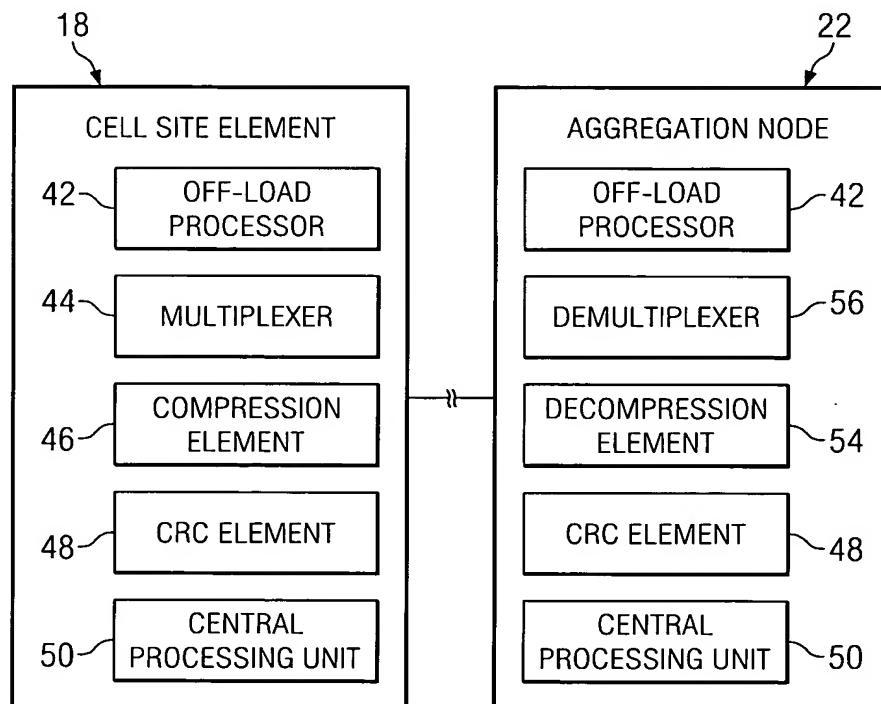 18
22
CELL SITE ELEMENT
AGGREGATION NODE
42
OFF-LOAD
PROCESSOR
OFF-LOAD
PROCESSOR
42
44
MULTIPLEXER
DEMULTIPLEXER
56
46
COMPRESSION
ELEMENT
DECOMPRESSION
ELEMENT
54
48
CRC ELEMENT
CRC ELEMENT
48
50
CENTRAL
PROCESSING UNIT
CENTRAL
PROCESSING UNIT
50